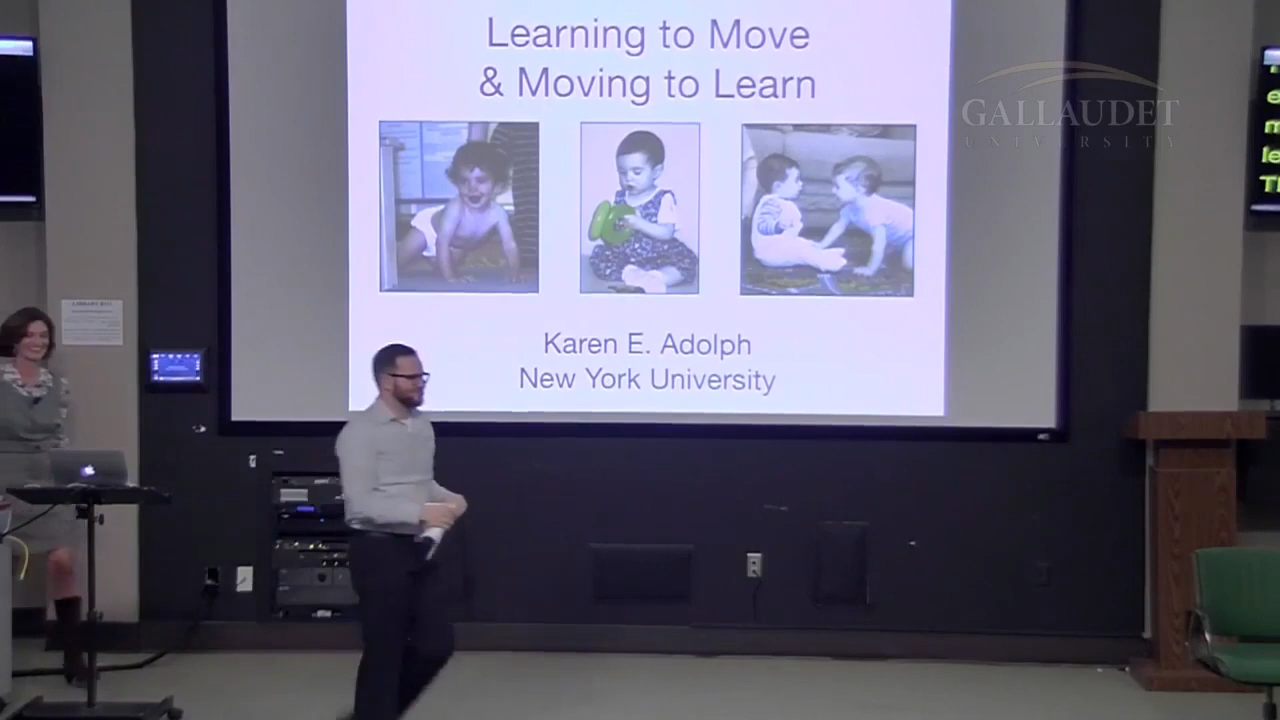 Learning to Move
& Moving to Learn
GALLAUDET
UNIVERSITY
Karen E. Adolph
New York University